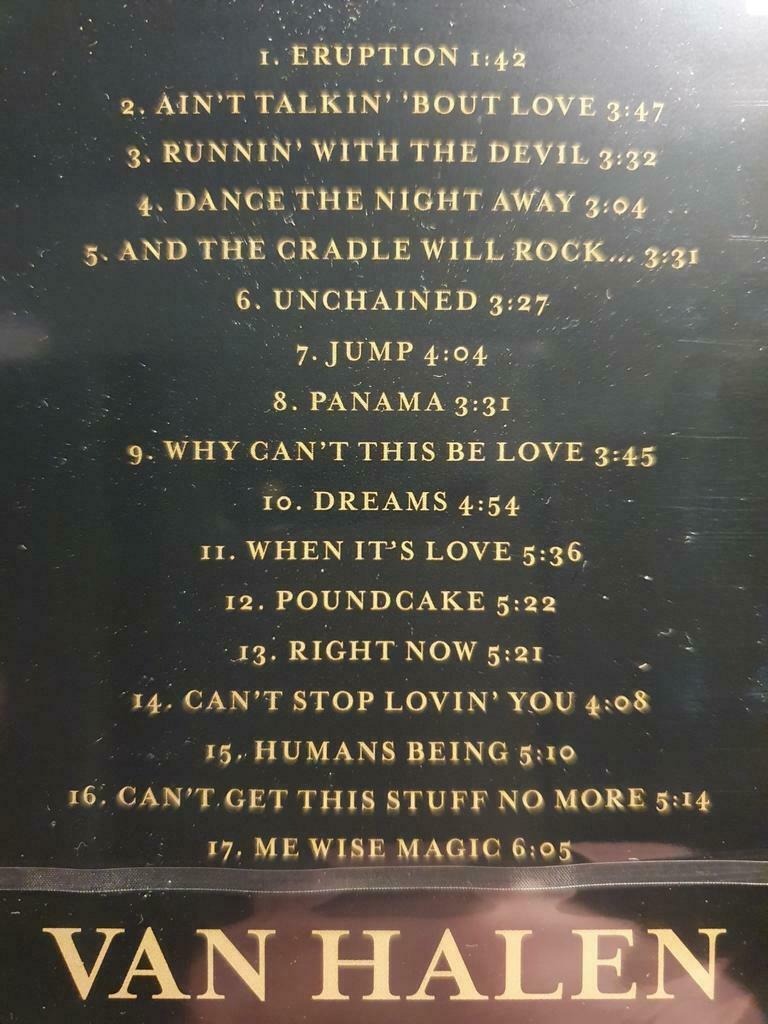 1. ERUPTION 1:42
2. AIN'T TALKIN' 'BOUT LOVE 3:47
3. RUNNIN' WITH THE DEVIL 3:32
4. DANCE THE NIGHT AWAY 3:04
5. AND THE CRADLE WILL ROCK... 3:31
6. UNCHAINED 3:27
7. JUMP 4:04
8. PANAMA 3:31
9. WHY CAN'T THIS BE LOVE 3:45
10. DREAMS 4:54
11. WHEN IT'S LOVE 5:36
12. POUNDCAKE 5:22
13. RIGHT NOW 5:21
14. CAN'T STOP LOVIN' YOU 4:08
15. HUMANS BEING 5:10
16. CAN'T GET THIS STUFF NO MORE 5:14
17. ME WISE MAGIC 6:05
VAN HALEN